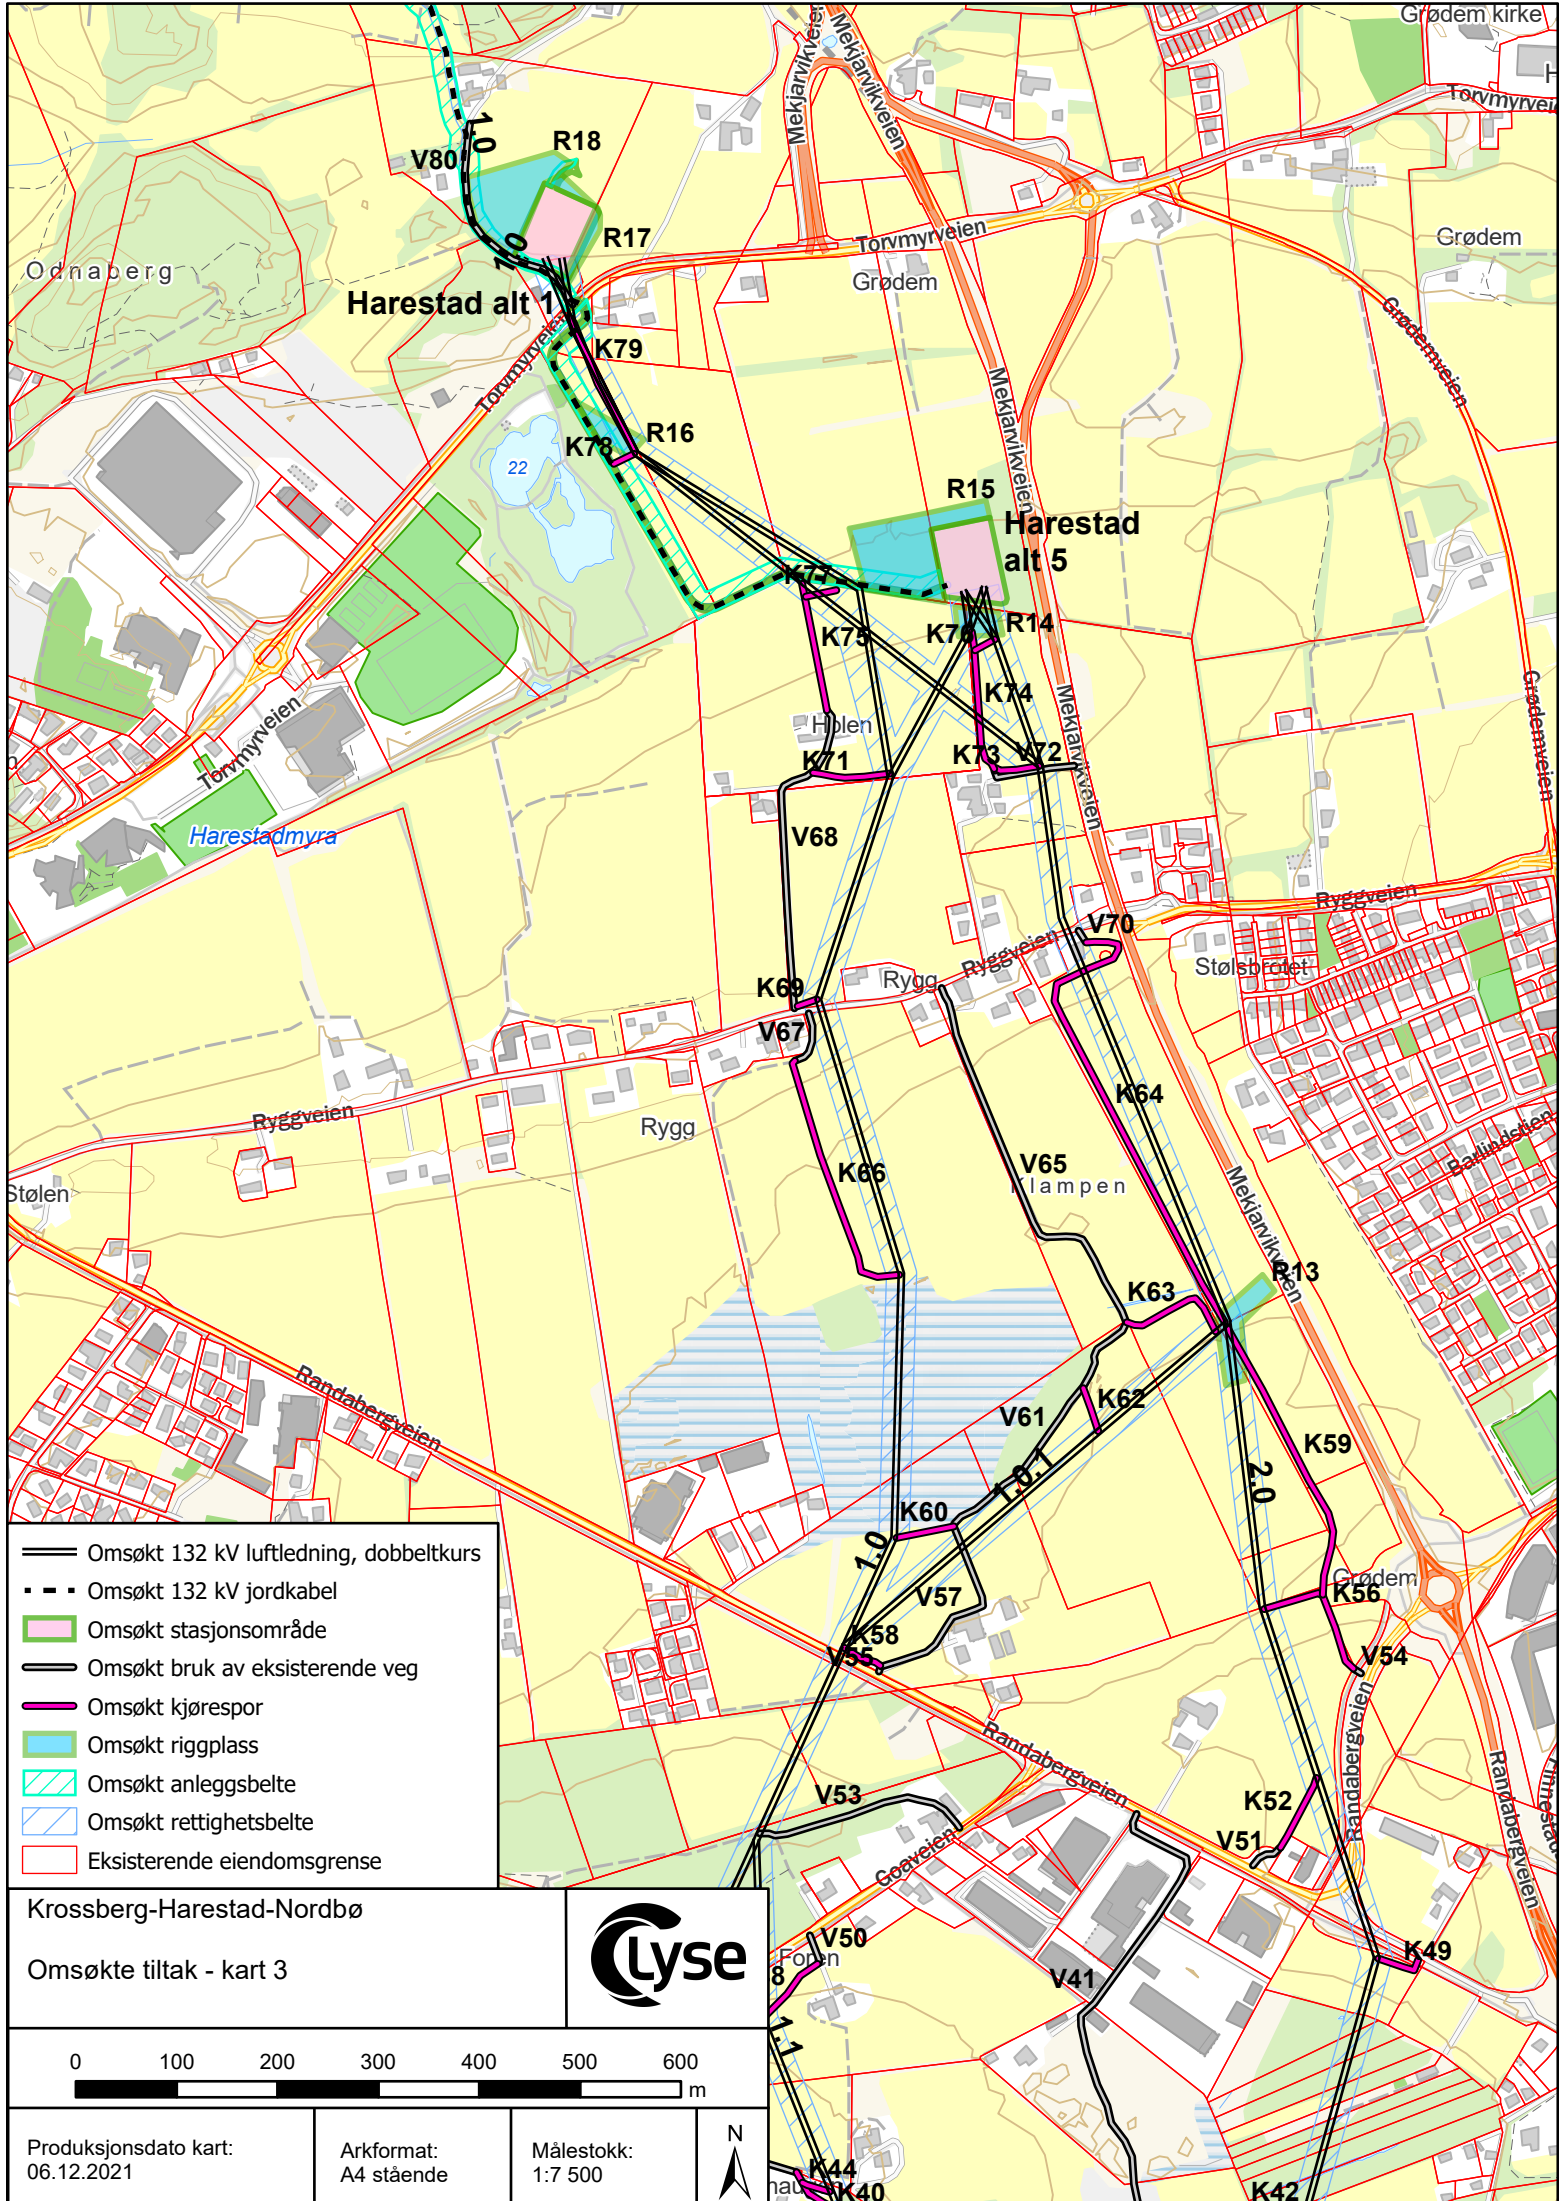 Grødem kirke
Mekjarvikveien
Mekjarvikveien
Torvmyrveien
1.0
V80
R18
R17
1.0
Torvmyrveien
Grødem
Grødem
Odnaberg
Harestad alt 1
Grødemveien
K79
Torvmyrveien
Mekjarvikveien
R16
K78
22
R15
Harestad
alt 5
K77
K75
K76
R14
K74
Mekjarvikveien
Grødemveien
Torvmyrveien
Holen
K71
K73
V72
Harestadmyra
V68
Ryggveien
V70
Ryggveien
Stølsbrotet
Rygg
K69
V67
K64
Ryggveien
Rygg
K66
V65
Klampen
Barlindstien
Stølen
Mekjarvikveien
R13
K63
Randabergveien
K62
V61
K59
1.0.1
2.0
K60
1.0
V57
Grødem
K56
K58
V55
V54
Randabergveien
Randabergveien
Randabergveien
V53
K52
V51
Goaveien
V50
Foren
8
K49
V41
1.1
K44
K40
K42
Omsøkt 132 kV luftledning, dobbeltkurs
Omsøkt 132 kV jordkabel
Omsøkt stasjonsområde
Omsøkt bruk av eksisterende veg
Omsøkt kjørespor
Omsøkt riggplass
Omsøkt anleggsbelte
Omsøkt rettighetsbelte
Eksisterende eiendomsgrense
Krossberg-Harestad-Nordbø
Omsøkte tiltak - kart 3
Lyse
0 100 200 300 400 500 600
m
Produksjonsdato kart:
06.12.2021
Arkformat:
A4 stående
Målestokk:
1:7 500
N